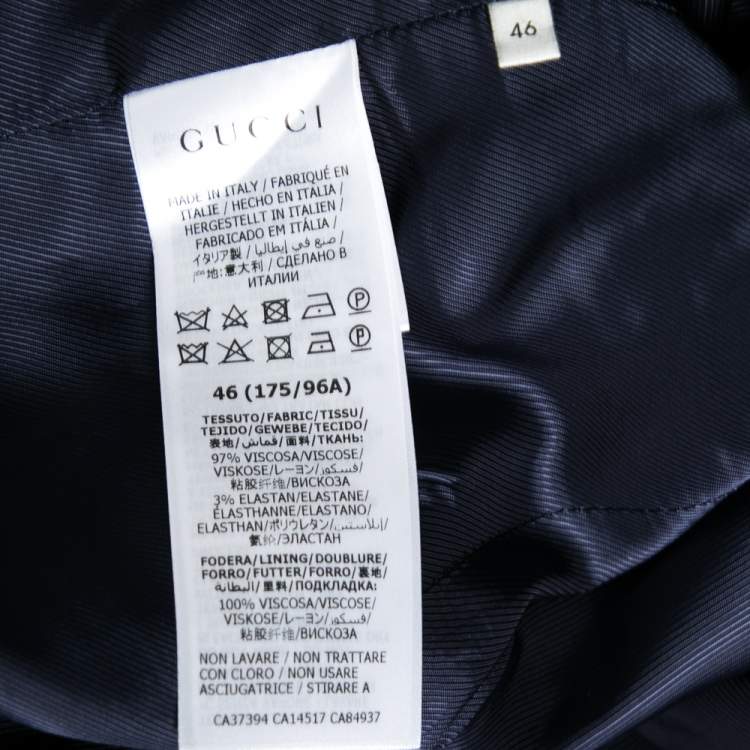 46
GUCCI
MADE IN ITALY / FABRIQUÉ EN
ITALIE / HECHO EN ITALIA /
HERGESTELLT IN ITALIEN /
FABRICADO EM ITÁLIA /
イタリア製 / صنع في إيطاليا /
产地:意大利 / СДЕЛАНО В
ИТАЛИИ
P
P
46 (175/96A)
TESSUTO/FABRIC/TISSU/
TEJIDO/GEWEBE/TECIDO/
表地/قماش/面料/ТКАНЬ:
97% VISCOSA/VISCOSE/
VISKOSE/レーヨン/فسكوز/
粘胶纤维/ВИСКОЗА
3% ELASTAN/ELASTANE/
ELASTHANNE/ELASTANO/
ELASTHAN/ポリウレタン/إيلاستين/
氨纶/ЭЛАСТАН
FODERA/LINING/DOUBLURE/
FORRO/FUTTER/FORRO/裏地/
البطانة/里料/ПОДКЛАДКА:
100% VISCOSA/VISCOSE/
VISKOSE/レーヨン/فسكوز/
粘胶纤维/ВИСКОЗА
NON LAVARE / NON TRATTARE
CON CLORO / NON USARE
ASCIUGATRICE / STIRARE A
CA37394 CA14517 CA84937